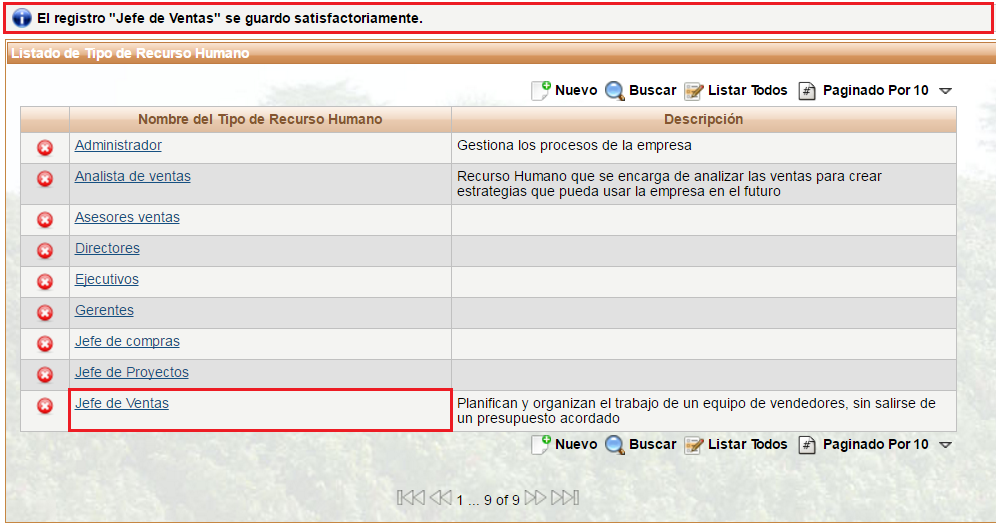 El registro "Jefe de Ventas" se guardo satisfactoriamente.
Listado de Tipo de Recurso Humano
Nuevo Buscar Listar Todos # Paginado Por 10
Nombre del Tipo de Recurso Humano Descripción
Administrador Gestiona los procesos de la empresa
Analista de ventas Recurso Humano que se encarga de analizar las ventas para crear
estrategias que pueda usar la empresa en el futuro
Asesores ventas
Directores
Ejecutivos
Gerentes
Jefe de compras
Jefe de Proyectos
Jefe de Ventas Planifican y organizan el trabajo de un equipo de vendedores, sin salirse de
un presupuesto acordado
Nuevo Buscar Listar Todos # Paginado Por 10
1 ... 9 of 9